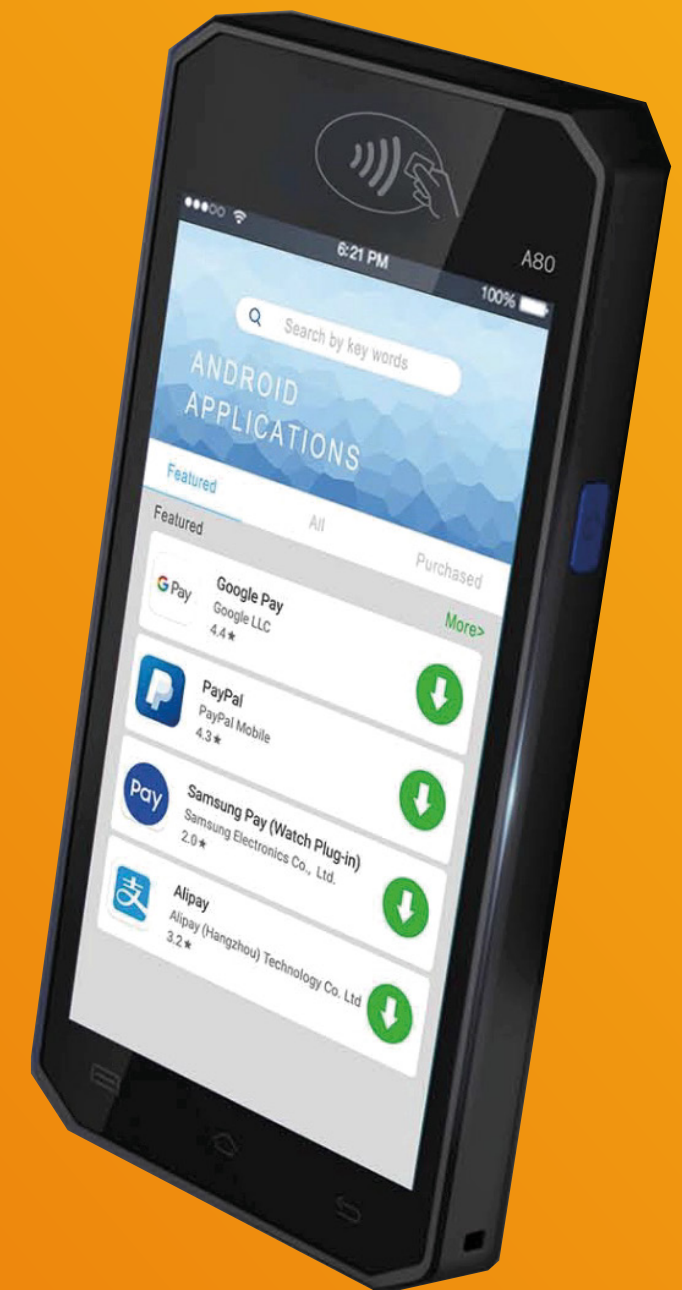 A80
6:21 PM
100%
Search by key words
ANDROID
APPLICATIONS
Featured
All
Purchased
Featured
More>
G Pay
Google Pay
Google LLC
4.4★
PayPal
PayPal Mobile
4.3★
Pay
Samsung Pay (Watch Plug-in)
Samsung Electronics Co., Ltd.
2.0★
支
Alipay
Alipay (Hangzhou) Technology Co. Ltd
3.2★